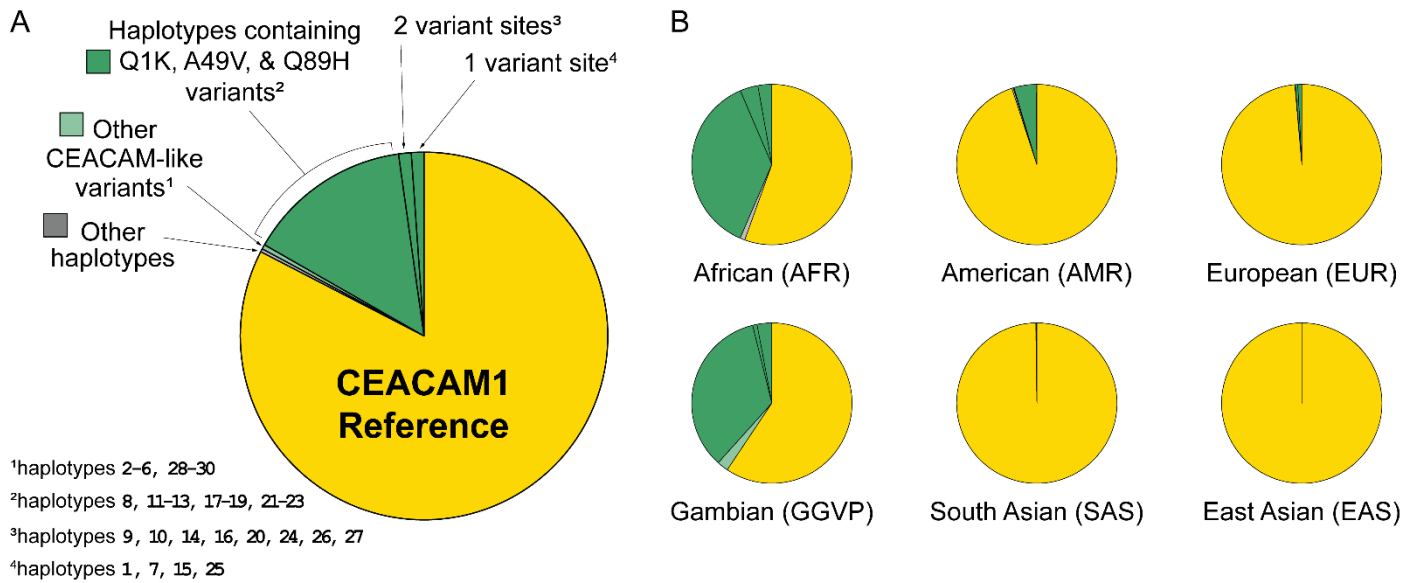 A
Haplotypes containing
Q1K, A49V, & Q89H
variants²
2 variant sites³
1 variant site⁴
Other
CEACAM-like
variants¹
Other
haplotypes
CEACAM1
Reference
¹haplotypes 2–6, 28–30
²haplotypes 8, 11–13, 17–19, 21–23
³haplotypes 9, 10, 14, 16, 20, 24, 26, 27
⁴haplotypes 1, 7, 15, 25
B
African (AFR)
American (AMR)
European (EUR)
Gambian (GGVP)
South Asian (SAS)
East Asian (EAS)